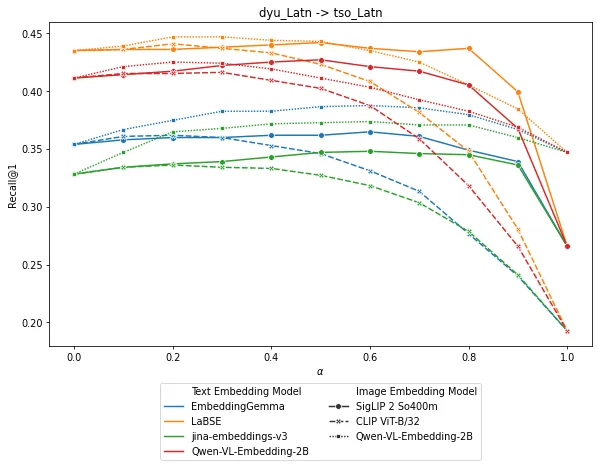 dyu_Latn -> tso_Latn
Recall@1
0.45
0.40
0.35
0.30
0.25
0.20
0.0 0.2 0.4 0.6 0.8 1.0
α
Text Embedding Model
EmbeddingGemma
LaBSE
jina-embeddings-v3
Qwen-VL-Embedding-2B
Image Embedding Model
SigLIP 2 So400m
CLIP ViT-B/32
Qwen-VL-Embedding-2B